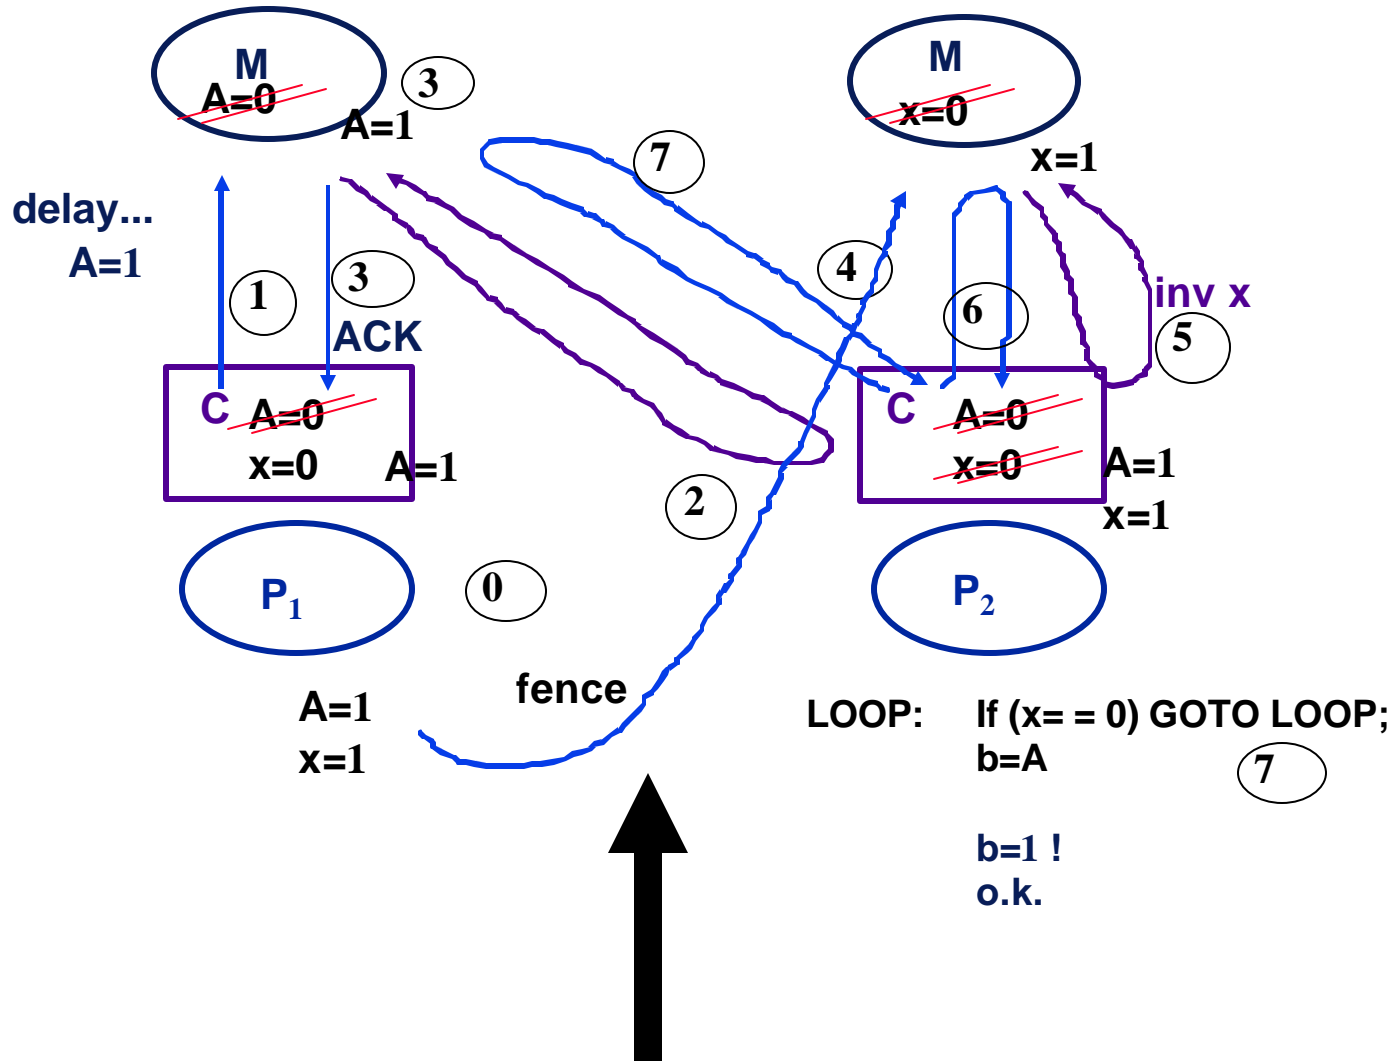 M
A=0
3
A=1
M
x=0
x=1
7
delay...
A=1
1
3
ACK
4
6
inv x
5
C A=0
x=0 A=1
C A=0
x=0 A=1
x=1
2
0
P1
P2
fence
A=1
x=1
LOOP: If (x= = 0) GOTO LOOP;
b=A
7
b=1 !
o.k.